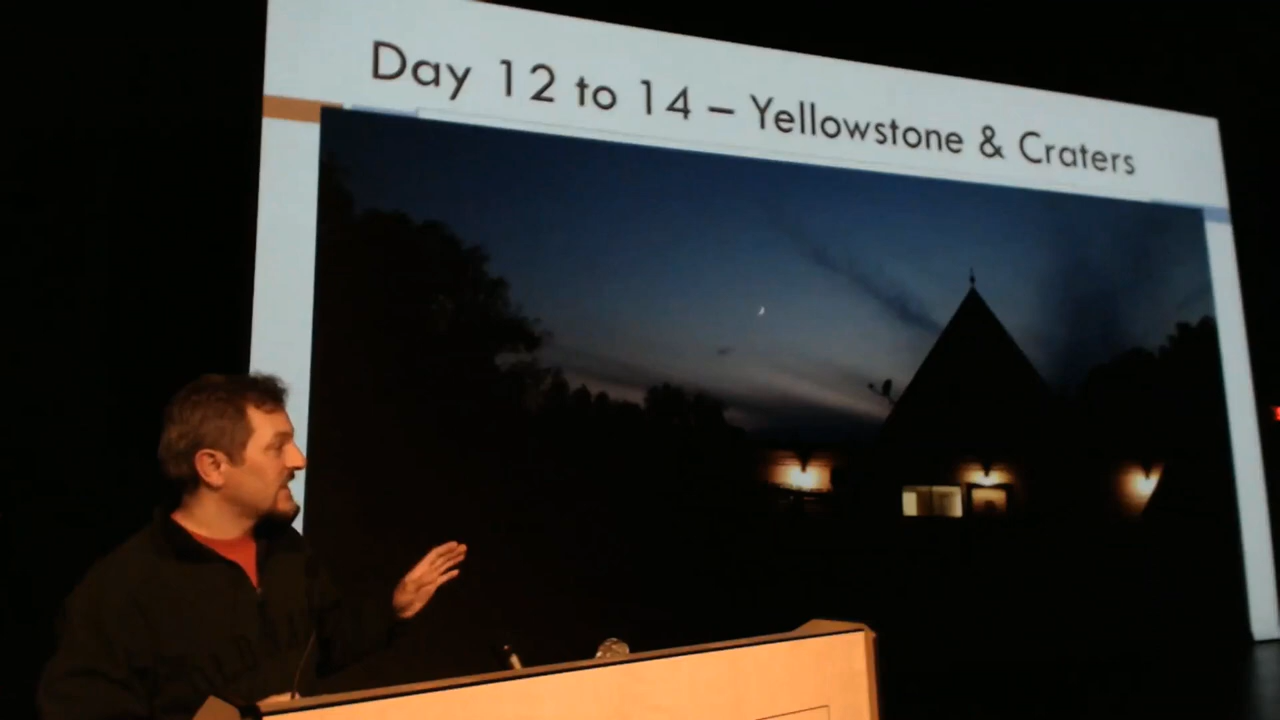 Day 12 to 14 – Yellowstone & Craters